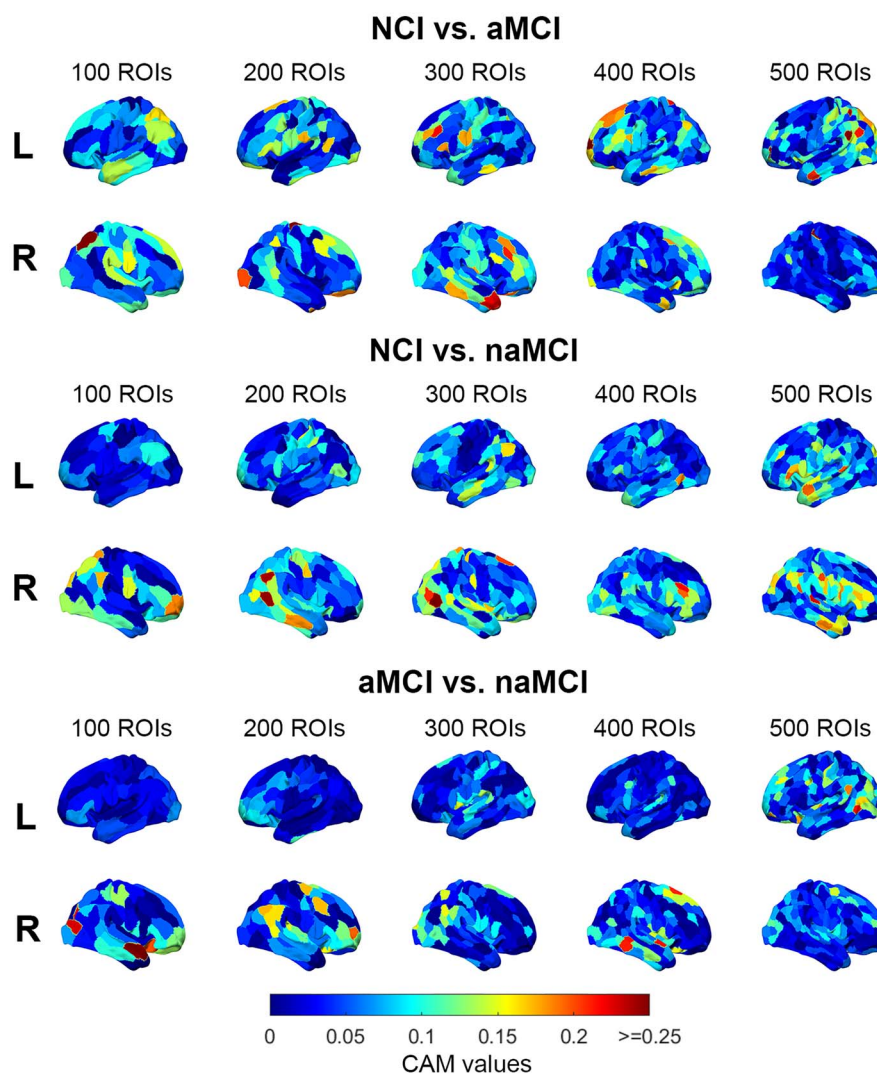 NCI vs. aMCI
100 ROIs 200 ROIs 300 ROIs 400 ROIs 500 ROIs
L
R
NCI vs. naMCI
100 ROIs 200 ROIs 300 ROIs 400 ROIs 500 ROIs
L
R
aMCI vs. naMCI
100 ROIs 200 ROIs 300 ROIs 400 ROIs 500 ROIs
L
R
0 0.05 0.1 0.15 0.2 >=0.25
CAM values